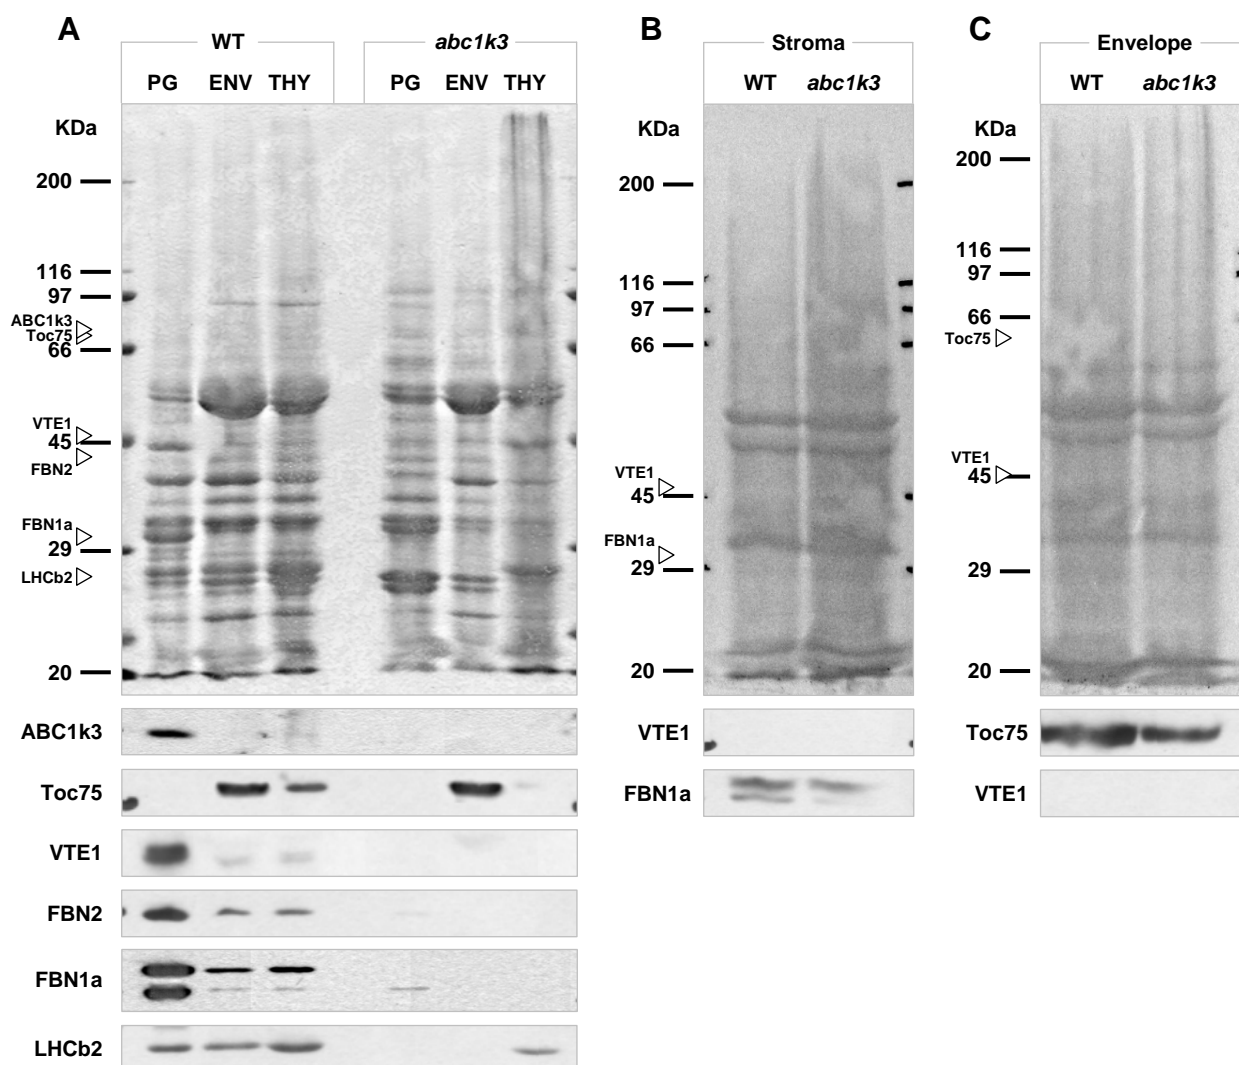 A
WT
abc1k3
PG ENV THY
PG ENV THY
KDa
200
116
97
ABC1k3
Toc75
66
VTE1
45
FBN2
FBN1a
29
LHCb2
20
ABC1k3
Toc75
VTE1
FBN2
FBN1a
LHCb2
B
Stroma
WT abc1k3
KDa
200
116
97
66
VTE1
45
FBN1a
29
20
VTE1
FBN1a
C
Envelope
WT abc1k3
KDa
200
116
97
66
Toc75
VTE1
45
29
20
Toc75
VTE1